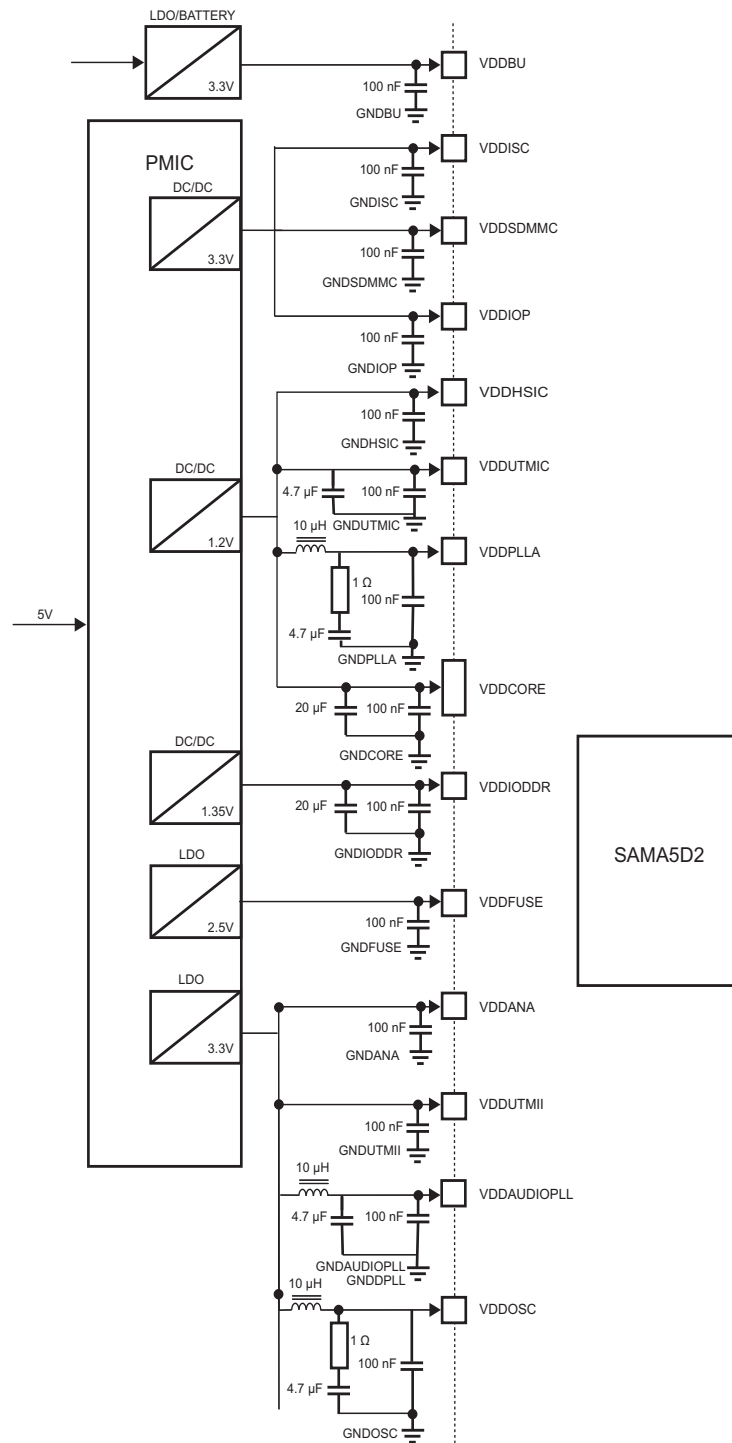 LDO/BATTERY
3.3V
VDDBU
100 nF
GNDBU
PMIC
VDDISC
100 nF
GNDISC
DC/DC
3.3V
VDDSDMMC
100 nF
GNDSDMMC
VDDIOP
100 nF
GNDIOP
VDDHSIC
100 nF
GNDHSIC
DC/DC
1.2V
VDDUTMIC
4.7 µF
100 nF
GNDUTMIC
10 µH
VDDPLLA
1 Ω
100 nF
4.7 µF
GNDPLLA
5V
VDDCORE
20 µF
100 nF
GNDCORE
DC/DC
1.35V
VDDIODDR
20 µF
100 nF
GNDIODDR
SAMA5D2
LDO
2.5V
VDDFUSE
100 nF
GNDFUSE
LDO
3.3V
VDDANA
100 nF
GNDANA
VDDUTMII
100 nF
GNDUTMII
10 µH
VDDAUDIOPLL
4.7 µF
100 nF
GNDAUDIOPLL
GNDDPLL
10 µH
VDDOSC
1 Ω
100 nF
4.7 µF
GNDOSC